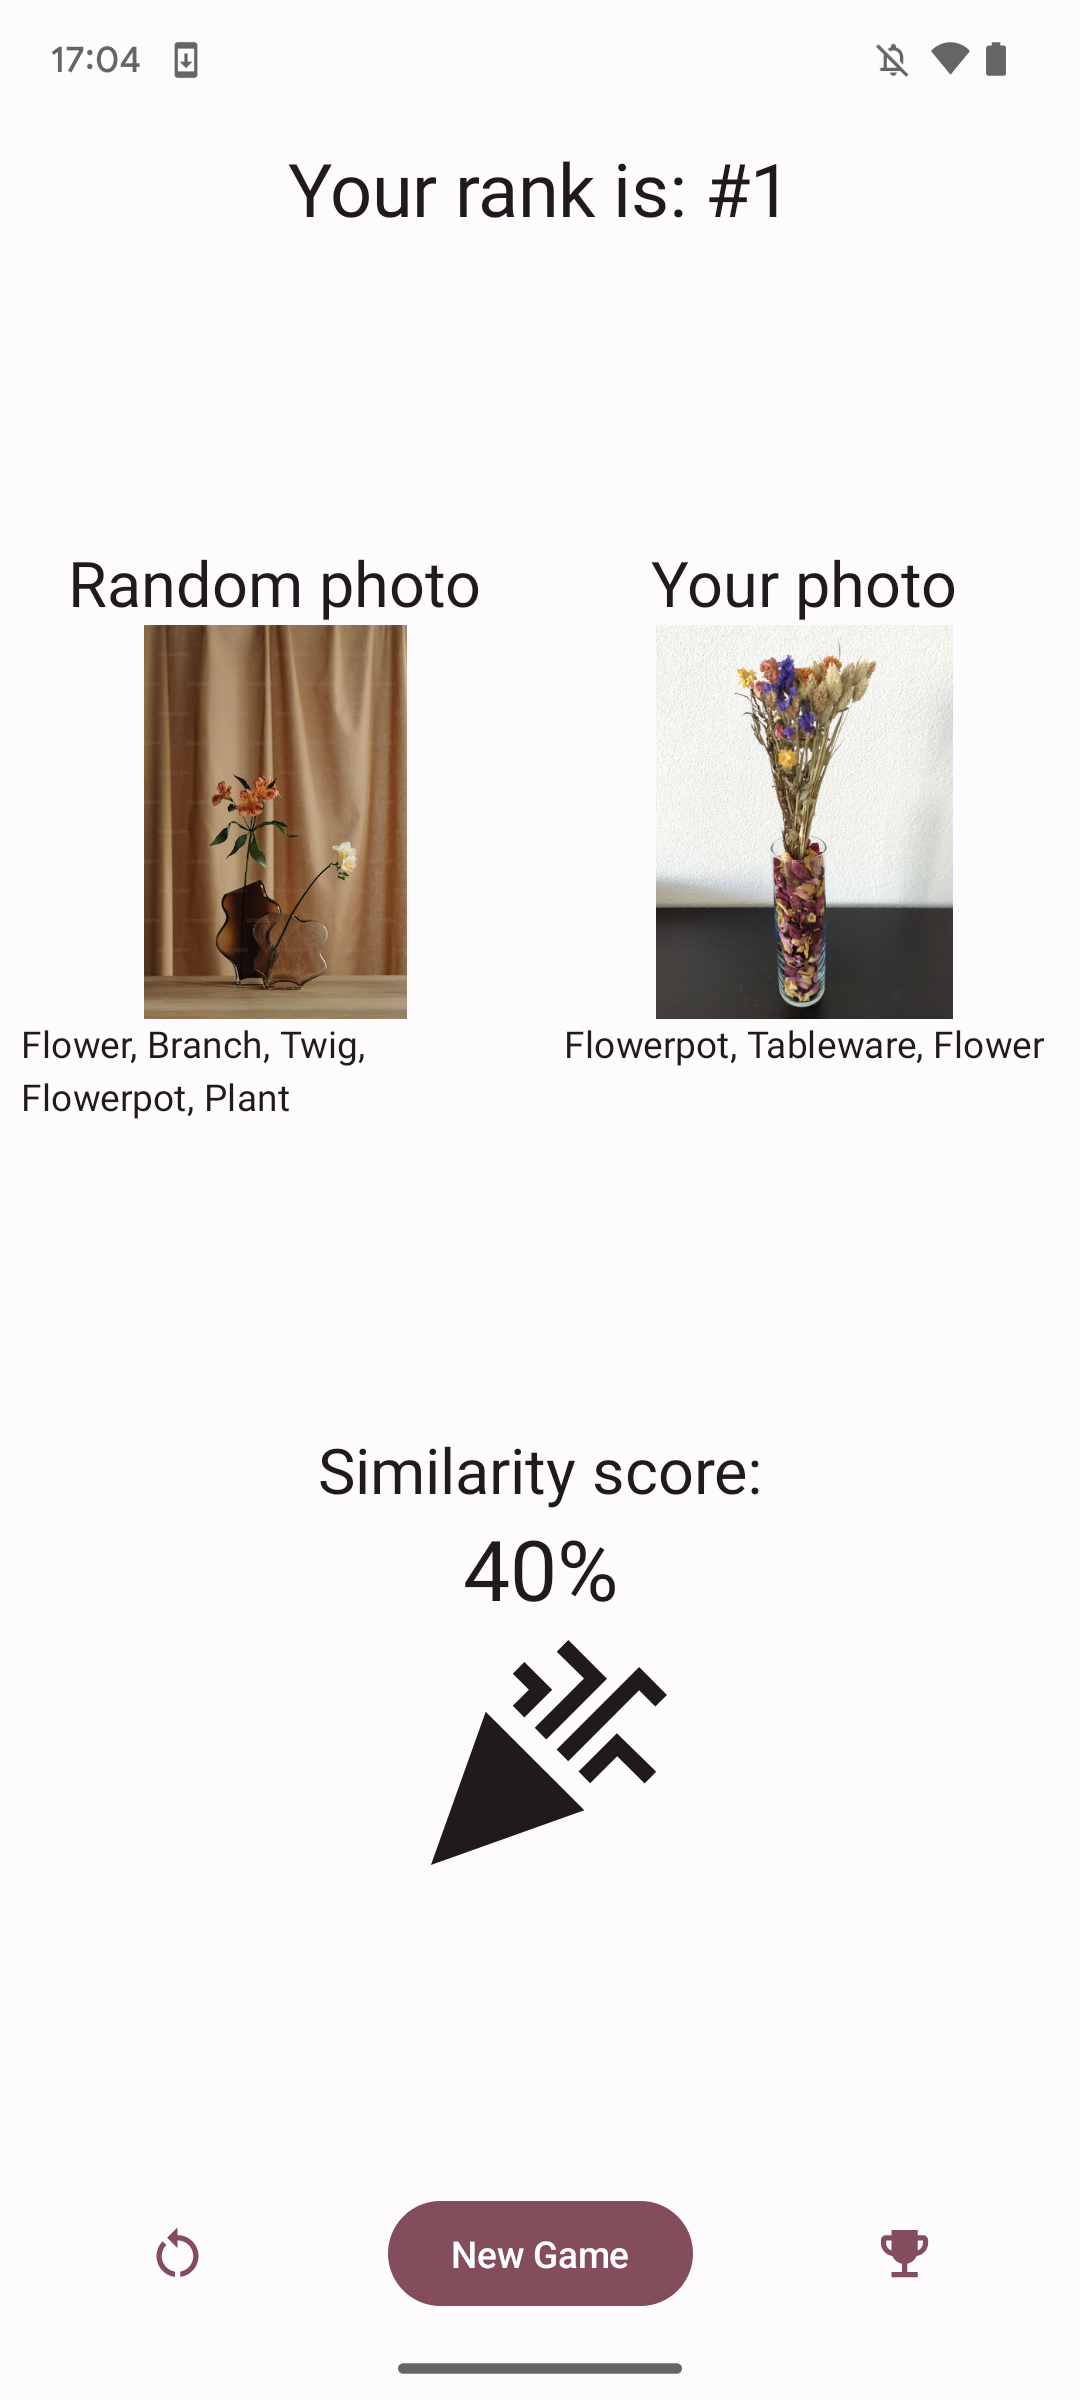 17:04
Your rank is: #1
Random photo
Your photo
Flower, Branch, Twig,
Flowerpot, Plant
Flowerpot, Tableware, Flower
Similarity score:
40%
New Game